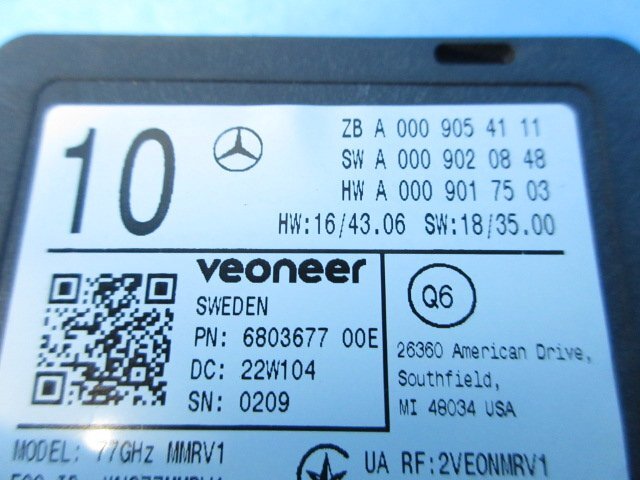 10
ZB A 000 905 41 11
SW A 000 902 08 48
HW A 000 901 75 03
HW:16/43.06 SW:18/35.00
veoneer
SWEDEN
PN: 6803677 00E
DC: 22W104
SN: 0209
Q6
26360 American Drive,
Southfield,
MI 48034 USA
MODEL: 77GHz MMRV1
UA RF:2VEONMRV1